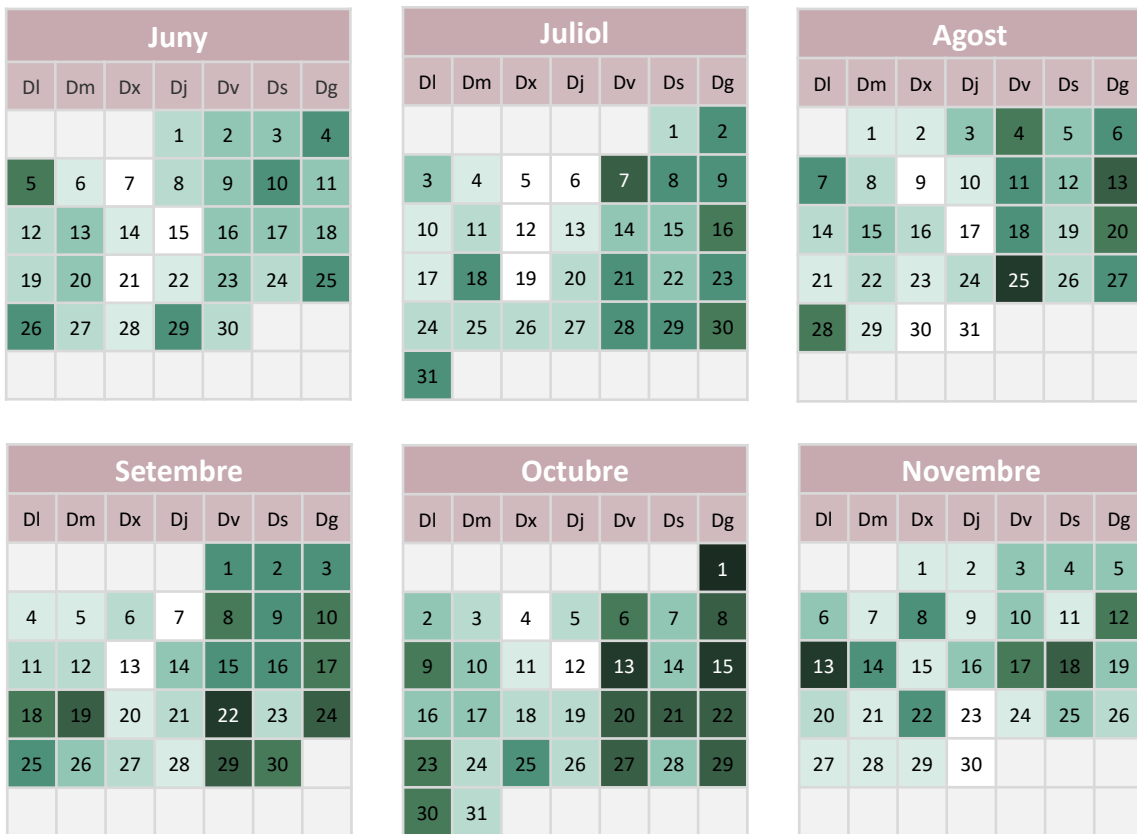 Juny
Dl Dm Dx Dj Dv Ds Dg
1 2 3 4
5 6 7 8 9 10 11
12 13 14 15 16 17 18
19 20 21 22 23 24 25
26 27 28 29 30
Juliol
Dl Dm Dx Dj Dv Ds Dg
1 2
3 4 5 6 7 8 9
10 11 12 13 14 15 16
17 18 19 20 21 22 23
24 25 26 27 28 29 30
31
Agost
Dl Dm Dx Dj Dv Ds Dg
1 2 3 4 5 6
7 8 9 10 11 12 13
14 15 16 17 18 19 20
21 22 23 24 25 26 27
28 29 30 31
Setembre
Dl Dm Dx Dj Dv Ds Dg
1 2 3
4 5 6 7 8 9 10
11 12 13 14 15 16 17
18 19 20 21 22 23 24
25 26 27 28 29 30
Octubre
Dl Dm Dx Dj Dv Ds Dg
1
2 3 4 5 6 7 8
9 10 11 12 13 14 15
16 17 18 19 20 21 22
23 24 25 26 27 28 29
30 31
Novembre
Dl Dm Dx Dj Dv Ds Dg
1 2 3 4 5
6 7 8 9 10 11 12
13 14 15 16 17 18 19
20 21 22 23 24 25 26
27 28 29 30